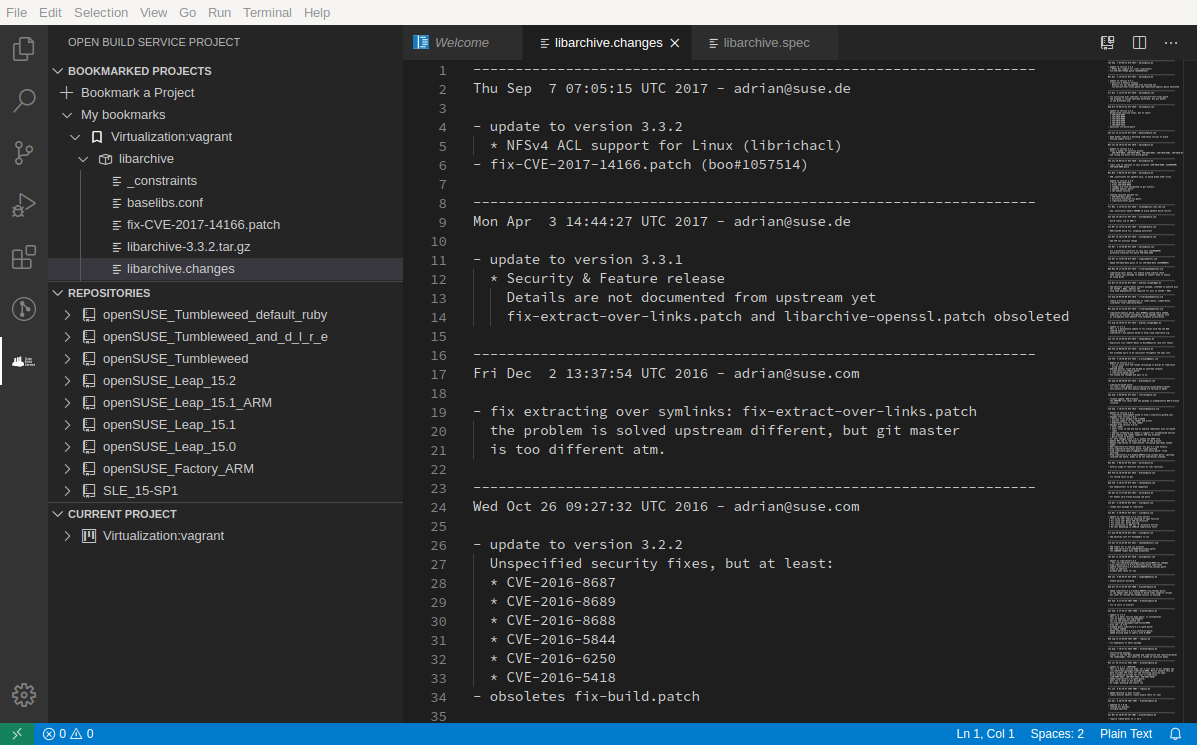 File Edit Selection View Go Run Terminal Help
OPEN BUILD SERVICE PROJECT
BOOKMARKED PROJECTS
Bookmark a Project
My bookmarks
Virtualization:vagrant
libarchive
_constraints
baselibs.conf
fix-CVE-2017-14166.patch
libarchive-3.3.2.tar.gz
libarchive.changes
REPOSITORIES
openSUSE_Tumbleweed_default_ruby
openSUSE_Tumbleweed_and_d_l_r_e
openSUSE_Tumbleweed
openSUSE_Leap_15.2
openSUSE_Leap_15.1_ARM
openSUSE_Leap_15.1
openSUSE_Leap_15.0
openSUSE_Factory_ARM
SLE_15-SP1
CURRENT PROJECT
Virtualization:vagrant
Welcome libarchive.changes libarchive.spec
1 -------------------------------------------------------------------
2 Thu Sep  7 07:05:15 UTC 2017 - adrian@suse.de
3
4 - update to version 3.3.2
5   * NFSv4 ACL support for Linux (librichacl)
6 - fix-CVE-2017-14166.patch (boo#1057514)
7
8 -------------------------------------------------------------------
9 Mon Apr  3 14:44:27 UTC 2017 - adrian@suse.de
10
11 - update to version 3.3.1
12   * Security & Feature release
13     Details are not documented from upstream yet
14     fix-extract-over-links.patch and libarchive-openssl.patch obsoleted
15
16 -------------------------------------------------------------------
17 Fri Dec  2 13:37:54 UTC 2016 - adrian@suse.com
18
19 - fix extracting over symlinks: fix-extract-over-links.patch
20   the problem is solved upstream different, but git master
21   is too different atm.
22
23 -------------------------------------------------------------------
24 Wed Oct 26 09:27:32 UTC 2016 - adrian@suse.com
25
26 - update to version 3.2.2
27   Unspecified security fixes, but at least:
28   * CVE-2016-8687
29   * CVE-2016-8689
30   * CVE-2016-8688
31   * CVE-2016-5844
32   * CVE-2016-6250
33   * CVE-2016-5418
34 - obsoletes fix-build.patch
35
0 0 Ln 1, Col 1 Spaces: 2 Plain Text